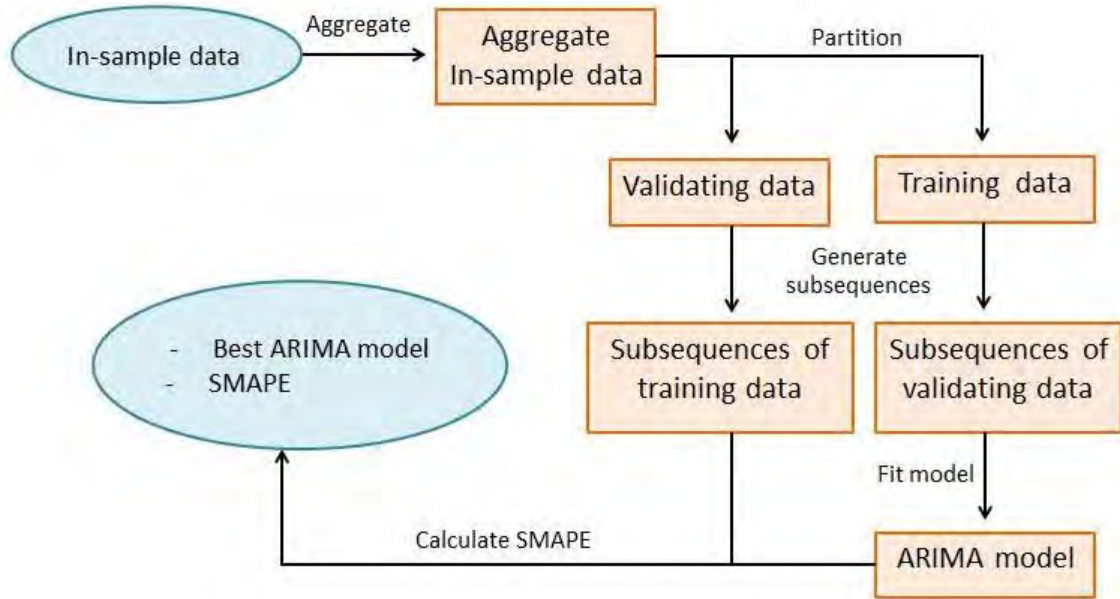 In-sample data
Aggregate
Aggregate
In-sample data
Partition
Validating data
Training data
Generate
subsequences
Subsequences of
training data
Subsequences of
validating data
- Best ARIMA model
- SMAPE
Fit model
Calculate SMAPE
ARIMA model